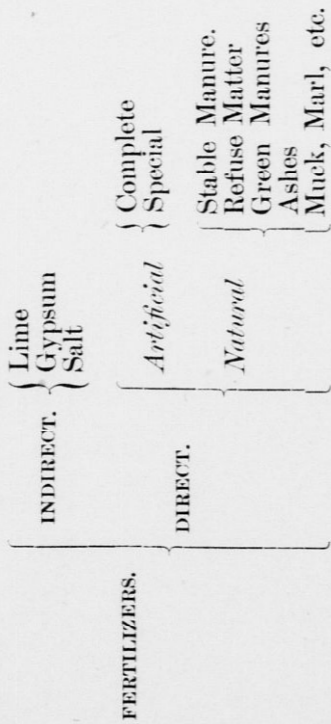 FERTILIZERS.
INDIRECT.
Lime
Gypsum
Salt
DIRECT.
Artificial
Complete
Special
Natural
Stable Manure.
Refuse Matter
Green Manures
Ashes
Muck, Marl, etc.